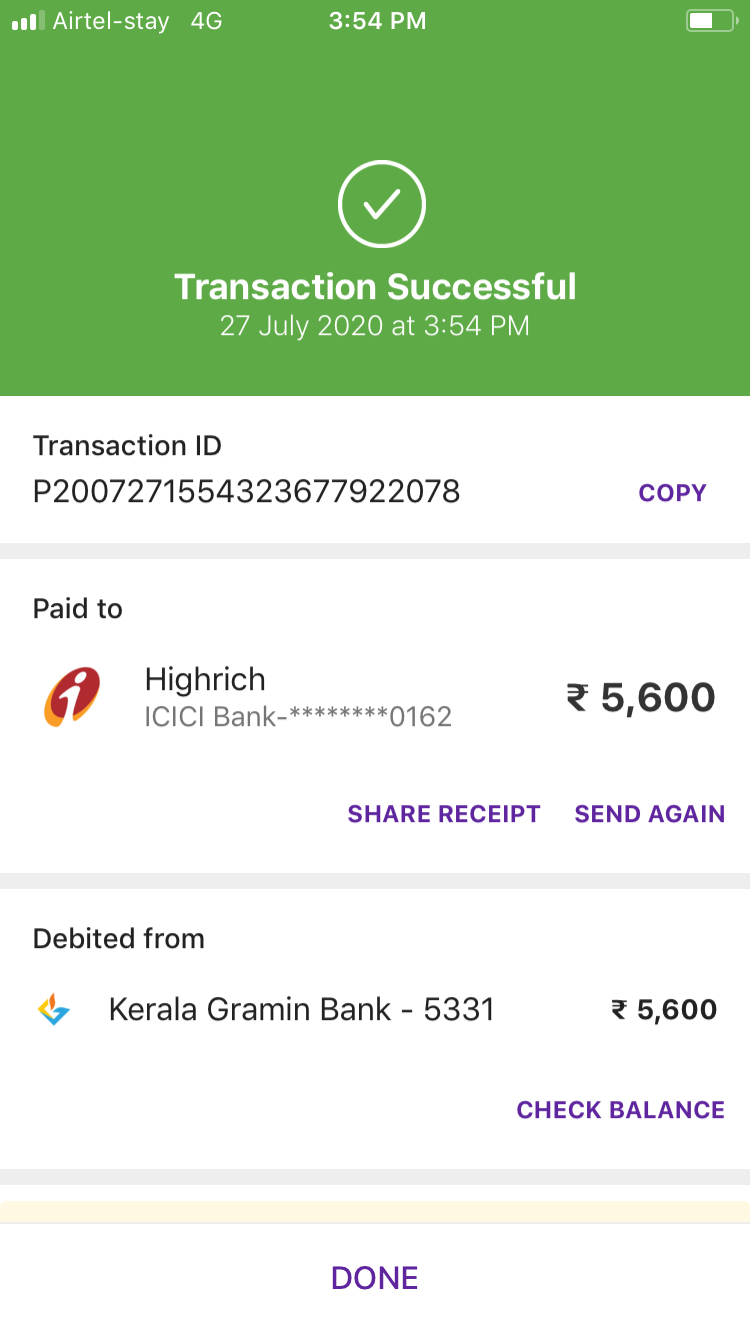 Airtel-stay 4G 3:54 PM
Transaction Successful
27 July 2020 at 3:54 PM
Transaction ID
P2007271554323677922078 COPY
Paid to
Highrich
₹ 5,600
ICICI Bank-********0162
SHARE RECEIPT SEND AGAIN
Debited from
Kerala Gramin Bank - 5331 ₹ 5,600
CHECK BALANCE
DONE